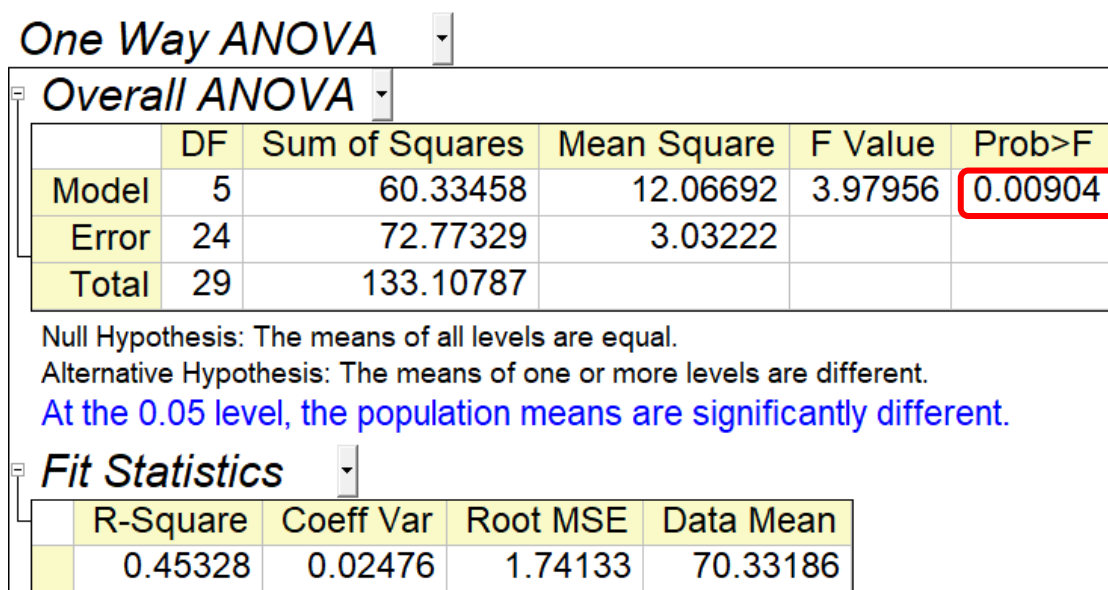 One Way ANOVA
Overall ANOVA
DF Sum of Squares Mean Square F Value Prob>F
Model 5 60.33458 12.06692 3.97956 0.00904
Error 24 72.77329 3.03222
Total 29 133.10787
Null Hypothesis: The means of all levels are equal.
Alternative Hypothesis: The means of one or more levels are different.
At the 0.05 level, the population means are significantly different.
Fit Statistics
R-Square Coeff Var Root MSE Data Mean
0.45328 0.02476 1.74133 70.33186